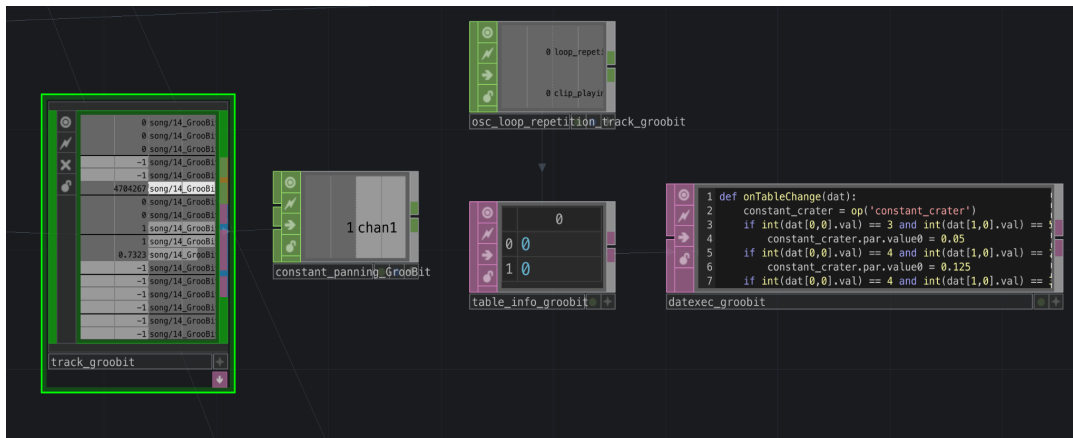 0 loop_repeti
0 clip_playin
osc_loop_repetition_track_groobit
0 song/14_GrooBi
0 song/14_GrooBi
0 song/14_GrooBi
-1 song/14_GrooBi
-1 song/14_GrooBi
4704267 song/14_GrooBi
0 song/14_GrooBi
0 song/14_GrooBi
1 song/14_GrooBi
1 song/14_GrooBi
0.7323 song/14_GrooBi
-1 song/14_GrooBi
-1 song/14_GrooBi
-1 song/14_GrooBi
-1 song/14_GrooBi
-1 song/14_GrooBi
-1 song/14_GrooBi
track_groobit
1 chan1
constant_panning_GrooBit
0
0 0
1 0
table_info_groobit
1 def onTableChange(dat):
2 constant_crater = op('constant_crater')
3 if int(dat[0,0].val) == 3 and int(dat[1,0].val) ==
4 constant_crater.par.value0 = 0.05
5 if int(dat[0,0].val) == 4 and int(dat[1,0].val) ==
6 constant_crater.par.value0 = 0.125
7 if int(dat[0,0].val) == 4 and int(dat[1,0].val) ==
datexec_groobit